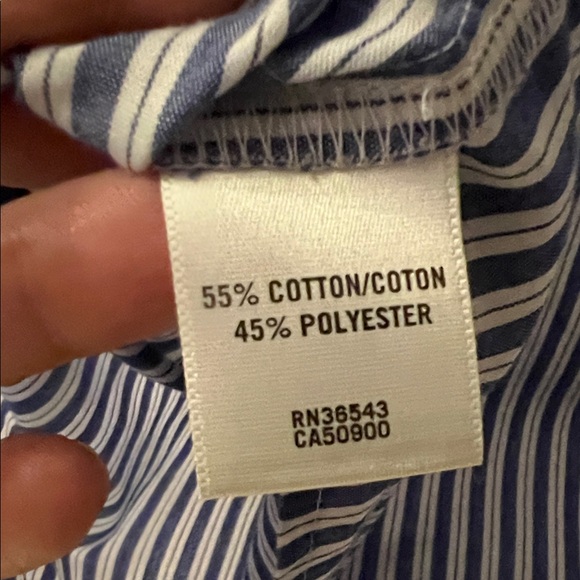 55% COTTON/COTON
45% POLYESTER
RN36543
CA50900